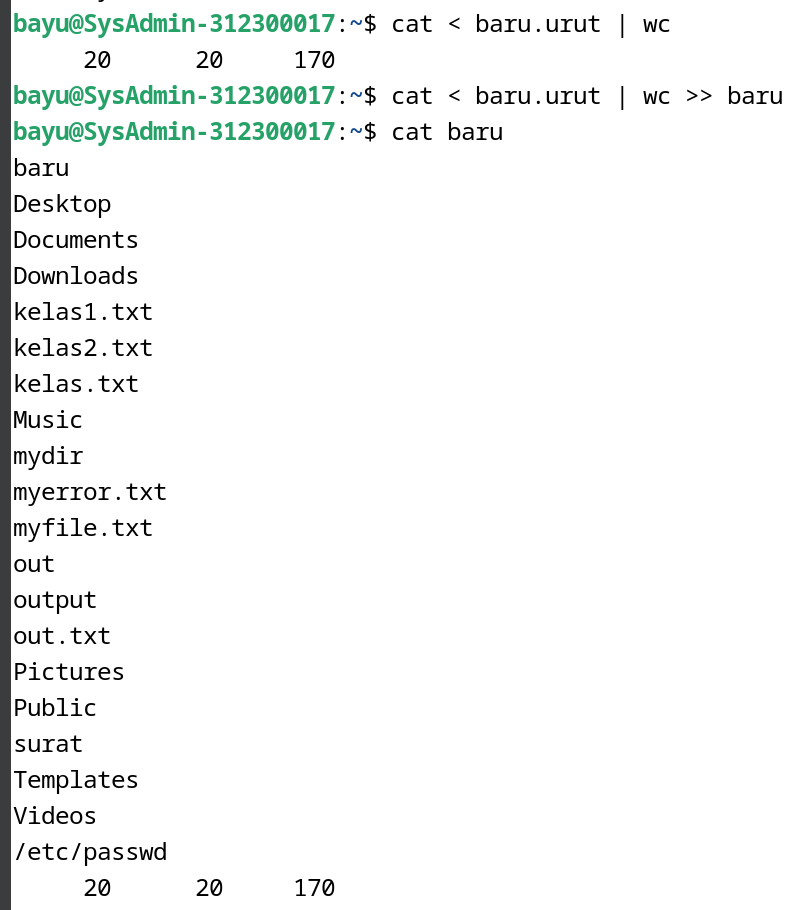 bayu@SysAdmin-312300017:~$ cat < baru.urut | wc
     20      20     170
bayu@SysAdmin-312300017:~$ cat < baru.urut | wc >> baru
bayu@SysAdmin-312300017:~$ cat baru
baru
Desktop
Documents
Downloads
kelas1.txt
kelas2.txt
kelas.txt
Music
mydir
myerror.txt
myfile.txt
out
output
out.txt
Pictures
Public
surat
Templates
Videos
/etc/passwd
     20      20     170